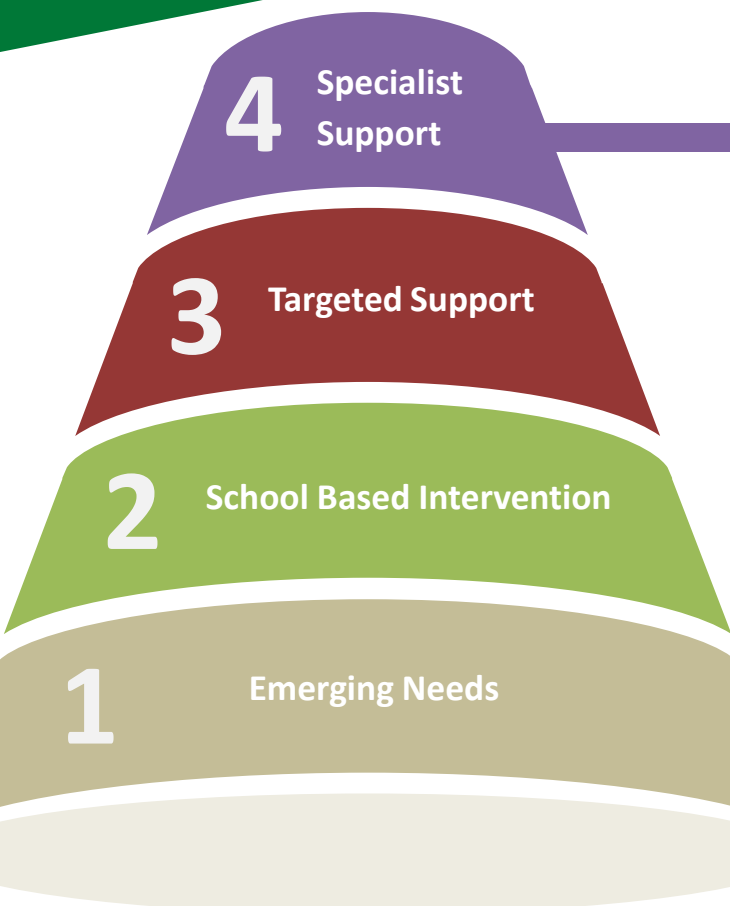 4
Specialist
Support
3
Targeted Support
2
School Based Intervention
1
Emerging Needs